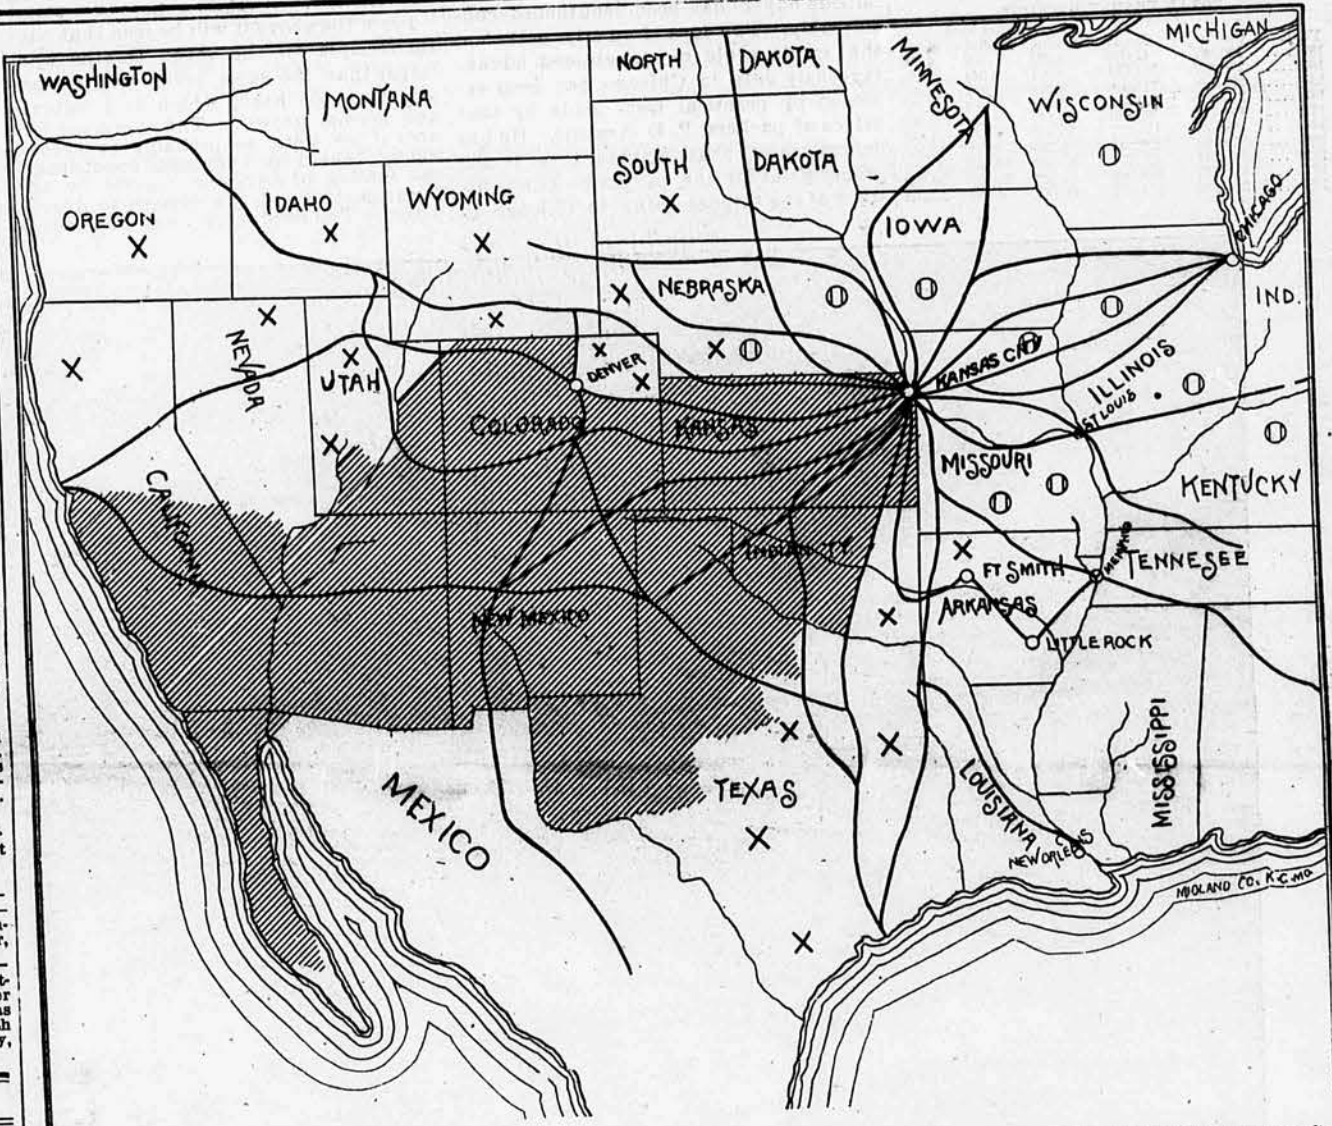 WASHINGTON
MONTANA
NORTH DAKOTA
MINNESOTA
MICHIGAN
WISCONSIN
OREGON
IDAHO
WYOMING
SOUTH DAKOTA
IOWA
CHICAGO
NEBRASKA
IND.
NEVADA
UTAH
DENVER
KANSAS CITY
ILLINOIS
ST LOUIS
COLORADO
KANSAS
MISSOURI
KENTUCKY
CALIFORNIA
INDIAN TY.
FT SMITH
MEMPHIS
TENNESEE
NEW MEXICO
ARKANSAS
LITTLE ROCK
MEXICO
TEXAS
LOUISIANA
MISSISSIPPI
NEW ORLEANS
MIDLAND CO. K.C. MO.